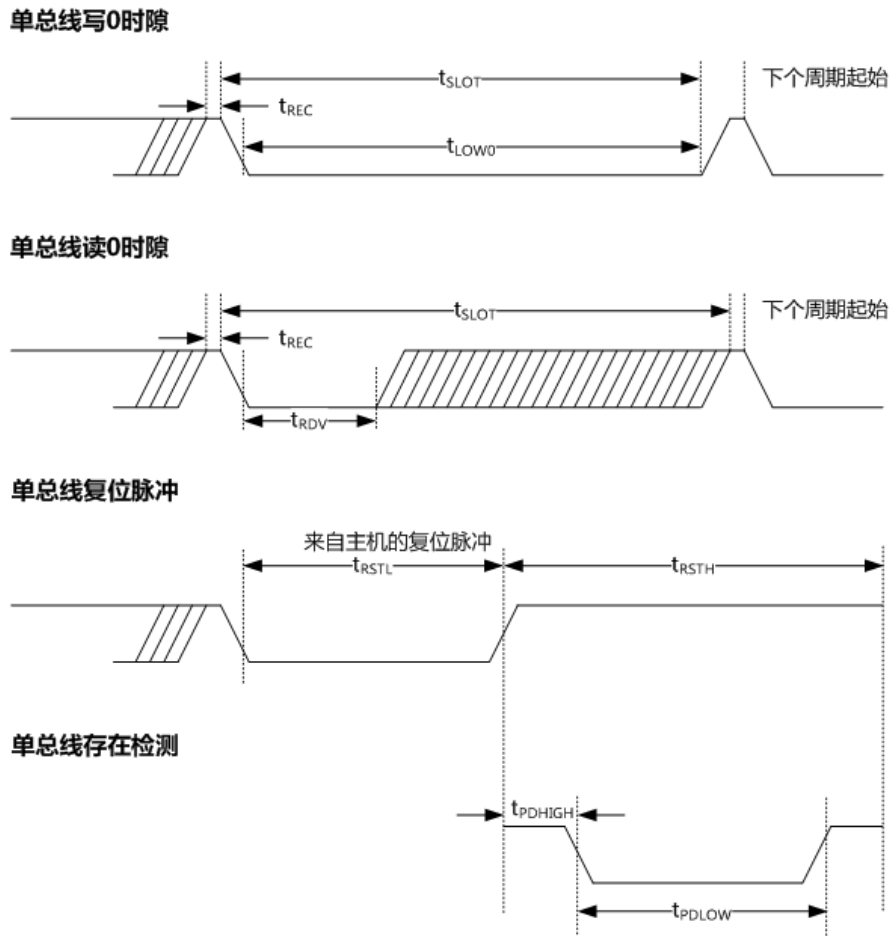 单总线写0时隙
tSLOT
下个周期起始
tREC
tLOW0
单总线读0时隙
tSLOT
下个周期起始
tREC
tRDV
单总线复位脉冲
来自主机的复位脉冲
tRSTL
tRSTH
单总线存在检测
tPDHIGH
tPDLOW